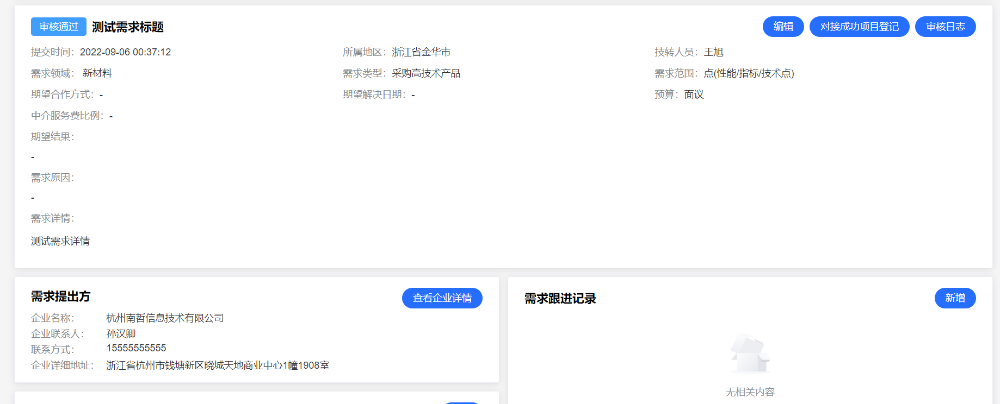 审核通过 测试需求标题 编辑 对接成功项目登记 审核日志
提交时间：2022-09-06 00:37:12 所属地区：浙江省金华市 技转人员：王旭
需求领域：新材料 需求类型：采购高技术产品 需求范围：点(性能/指标/技术点)
期望合作方式：- 期望解决日期：- 预算：面议
中介服务费比例：-
期望结果：
-
需求原因：
-
需求详情：
测试需求详情
需求提出方 查看企业详情
企业名称： 杭州南哲信息技术有限公司
企业联系人： 孙汉卿
联系方式： 15555555555
企业详细地址： 浙江省杭州市钱塘新区晓城天地商业中心1幢1908室
需求跟进记录 新增
无相关内容